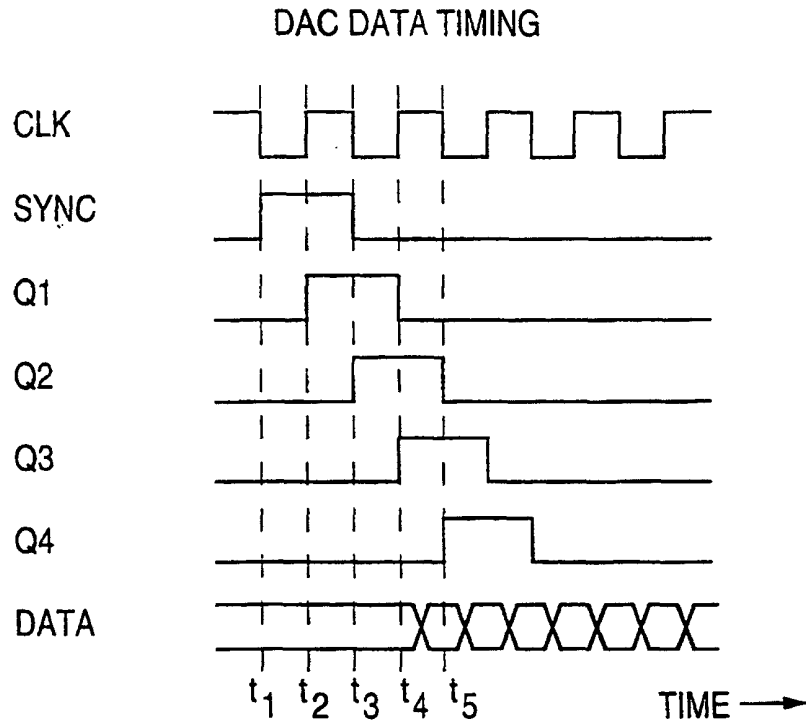 DAC DATA TIMING
CLK
SYNC
Q1
Q2
Q3
Q4
DATA
t1 t2 t3 t4 t5
TIME